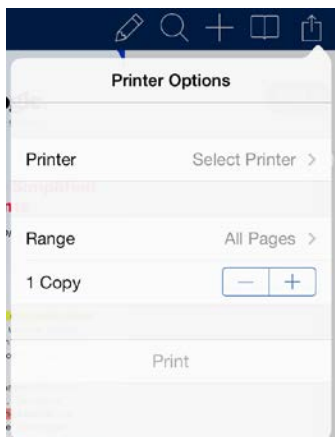 Printer Options
Printer Select Printer >
Range All Pages >
1 Copy - +
Print